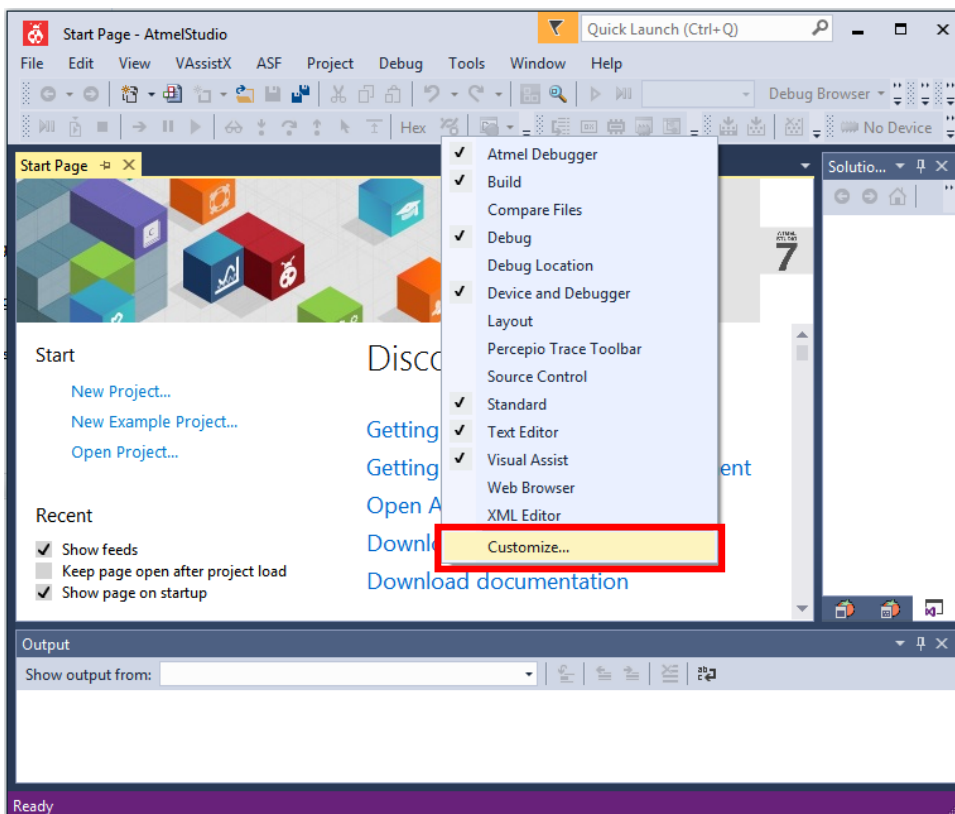 Start Page - AtmelStudio
Quick Launch (Ctrl+Q)
File Edit View VAssistX ASF Project Debug Tools Window Help
Debug Browser
Hex
No Device
Start Page
Solutio...
Atmel Debugger
Build
Compare Files
Debug
Debug Location
Device and Debugger
Layout
Percepio Trace Toolbar
Source Control
Standard
Text Editor
Visual Assist
Web Browser
XML Editor
Customize...
7
Start
New Project...
New Example Project...
Open Project...
Recent
Show feeds
Keep page open after project load
Show page on startup
Getting
Getting ent
Open A
Download documentation
Output
Show output from:
Ready